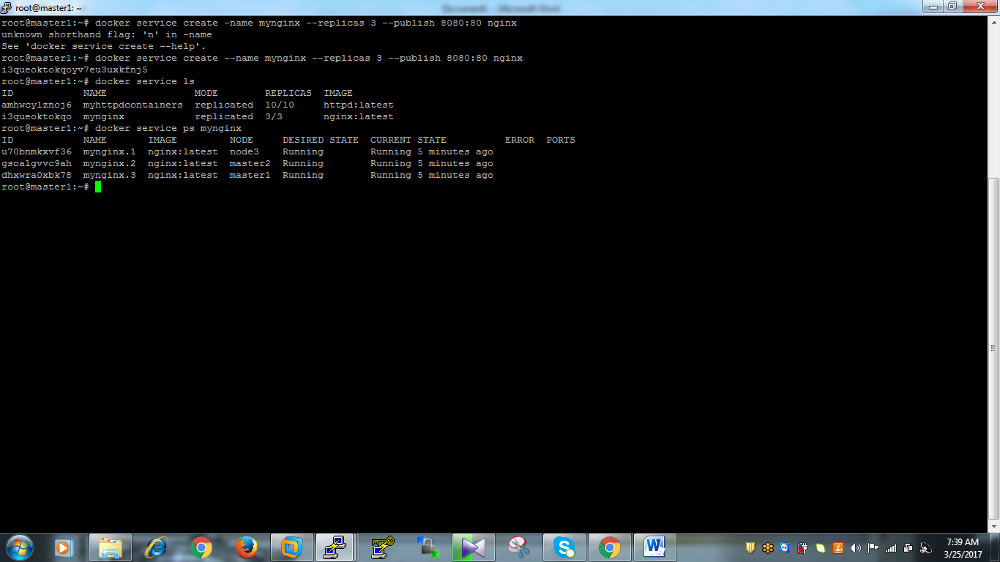 root@master1: ~
Document1 - Microsoft Word
root@master1:~# docker service create -name mynginx --replicas 3 --publish 8080:80 nginx
unknown shorthand flag: 'n' in -name
See 'docker service create --help'.
root@master1:~# docker service create --name mynginx --replicas 3 --publish 8080:80 nginx
i3queoktokqoyv7eu3uxkfnj5
root@master1:~# docker service ls
ID            NAME               MODE        REPLICAS  IMAGE
amhwcylznoj6  myhttpdcontainers  replicated  10/10     httpd:latest
i3queoktokqo  mynginx            replicated  3/3       nginx:latest
root@master1:~# docker service ps mynginx
ID            NAME       IMAGE         NODE     DESIRED STATE  CURRENT STATE          ERROR  PORTS
u70bnmkxvf36  mynginx.1  nginx:latest  node3    Running        Running 5 minutes ago
gsoalgvvc9ah  mynginx.2  nginx:latest  master2  Running        Running 5 minutes ago
dhxwra0xbk78  mynginx.3  nginx:latest  master1  Running        Running 5 minutes ago
root@master1:~#
7:39 AM
3/25/2017